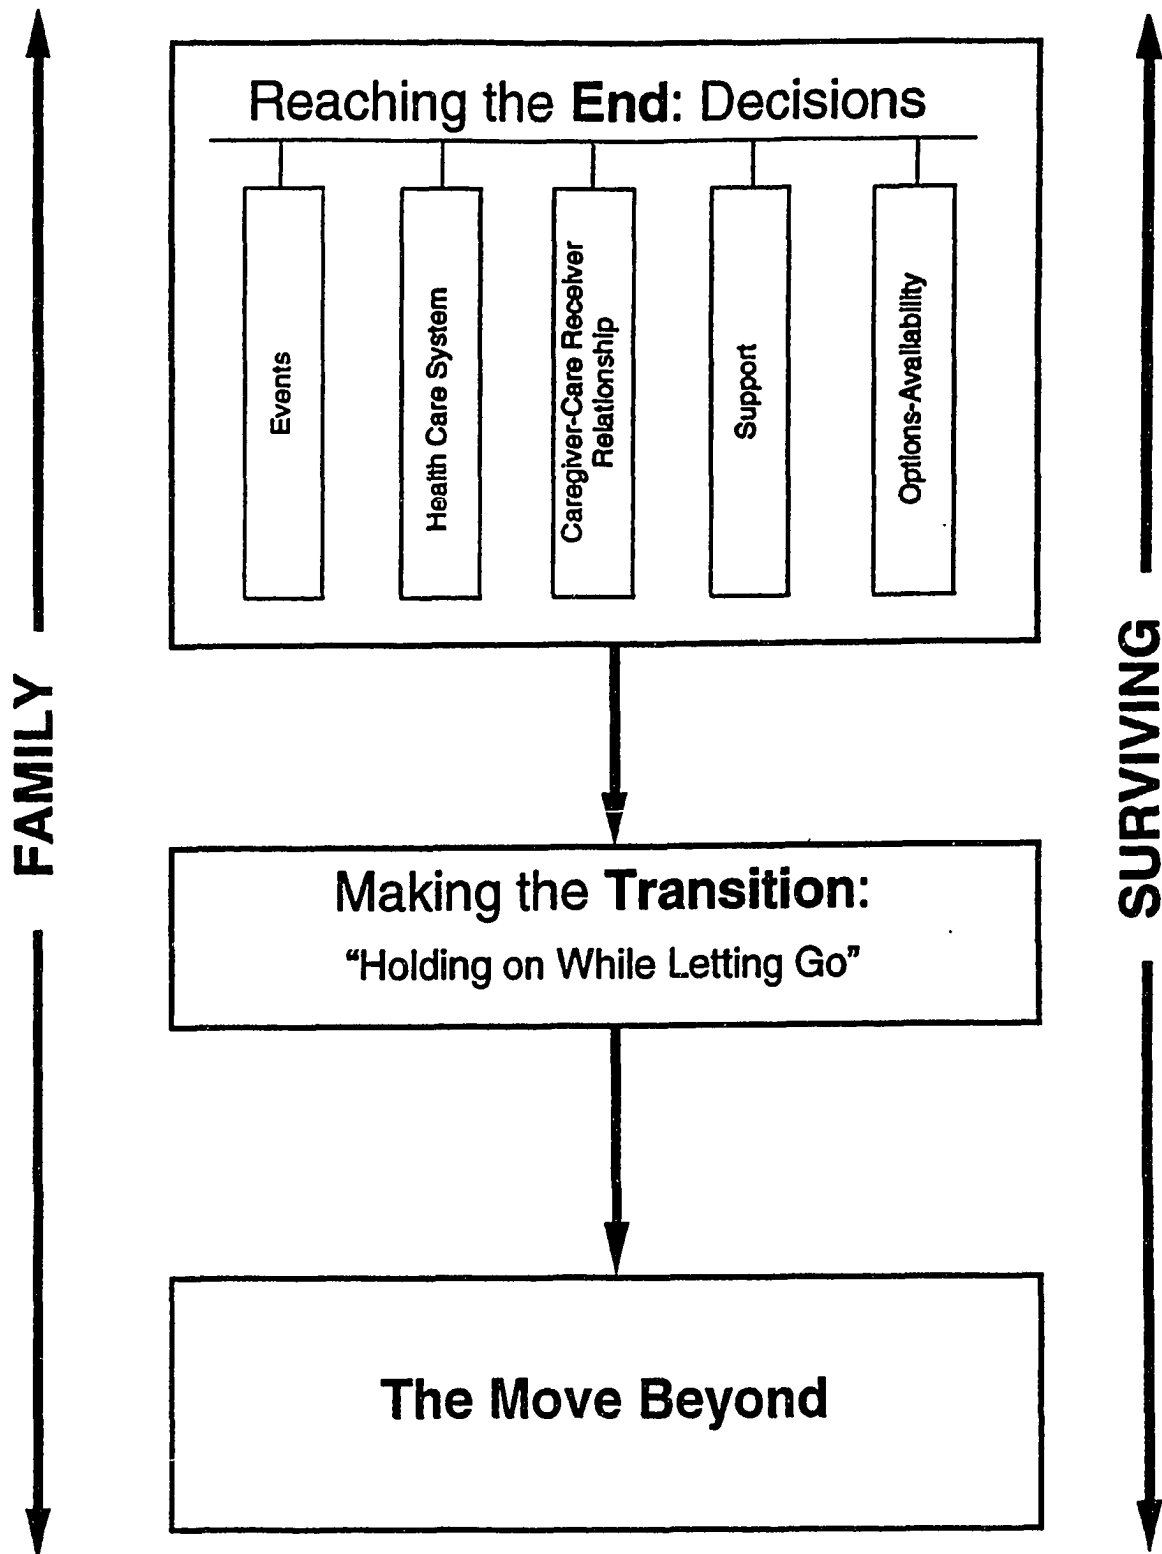 Reaching the End: Decisions
Events
Health Care System
Caregiver-Care Receiver
Relationship
Support
Options-Availability
FAMILY
SURVIVING
Making the Transition:
“Holding on While Letting Go”
The Move Beyond